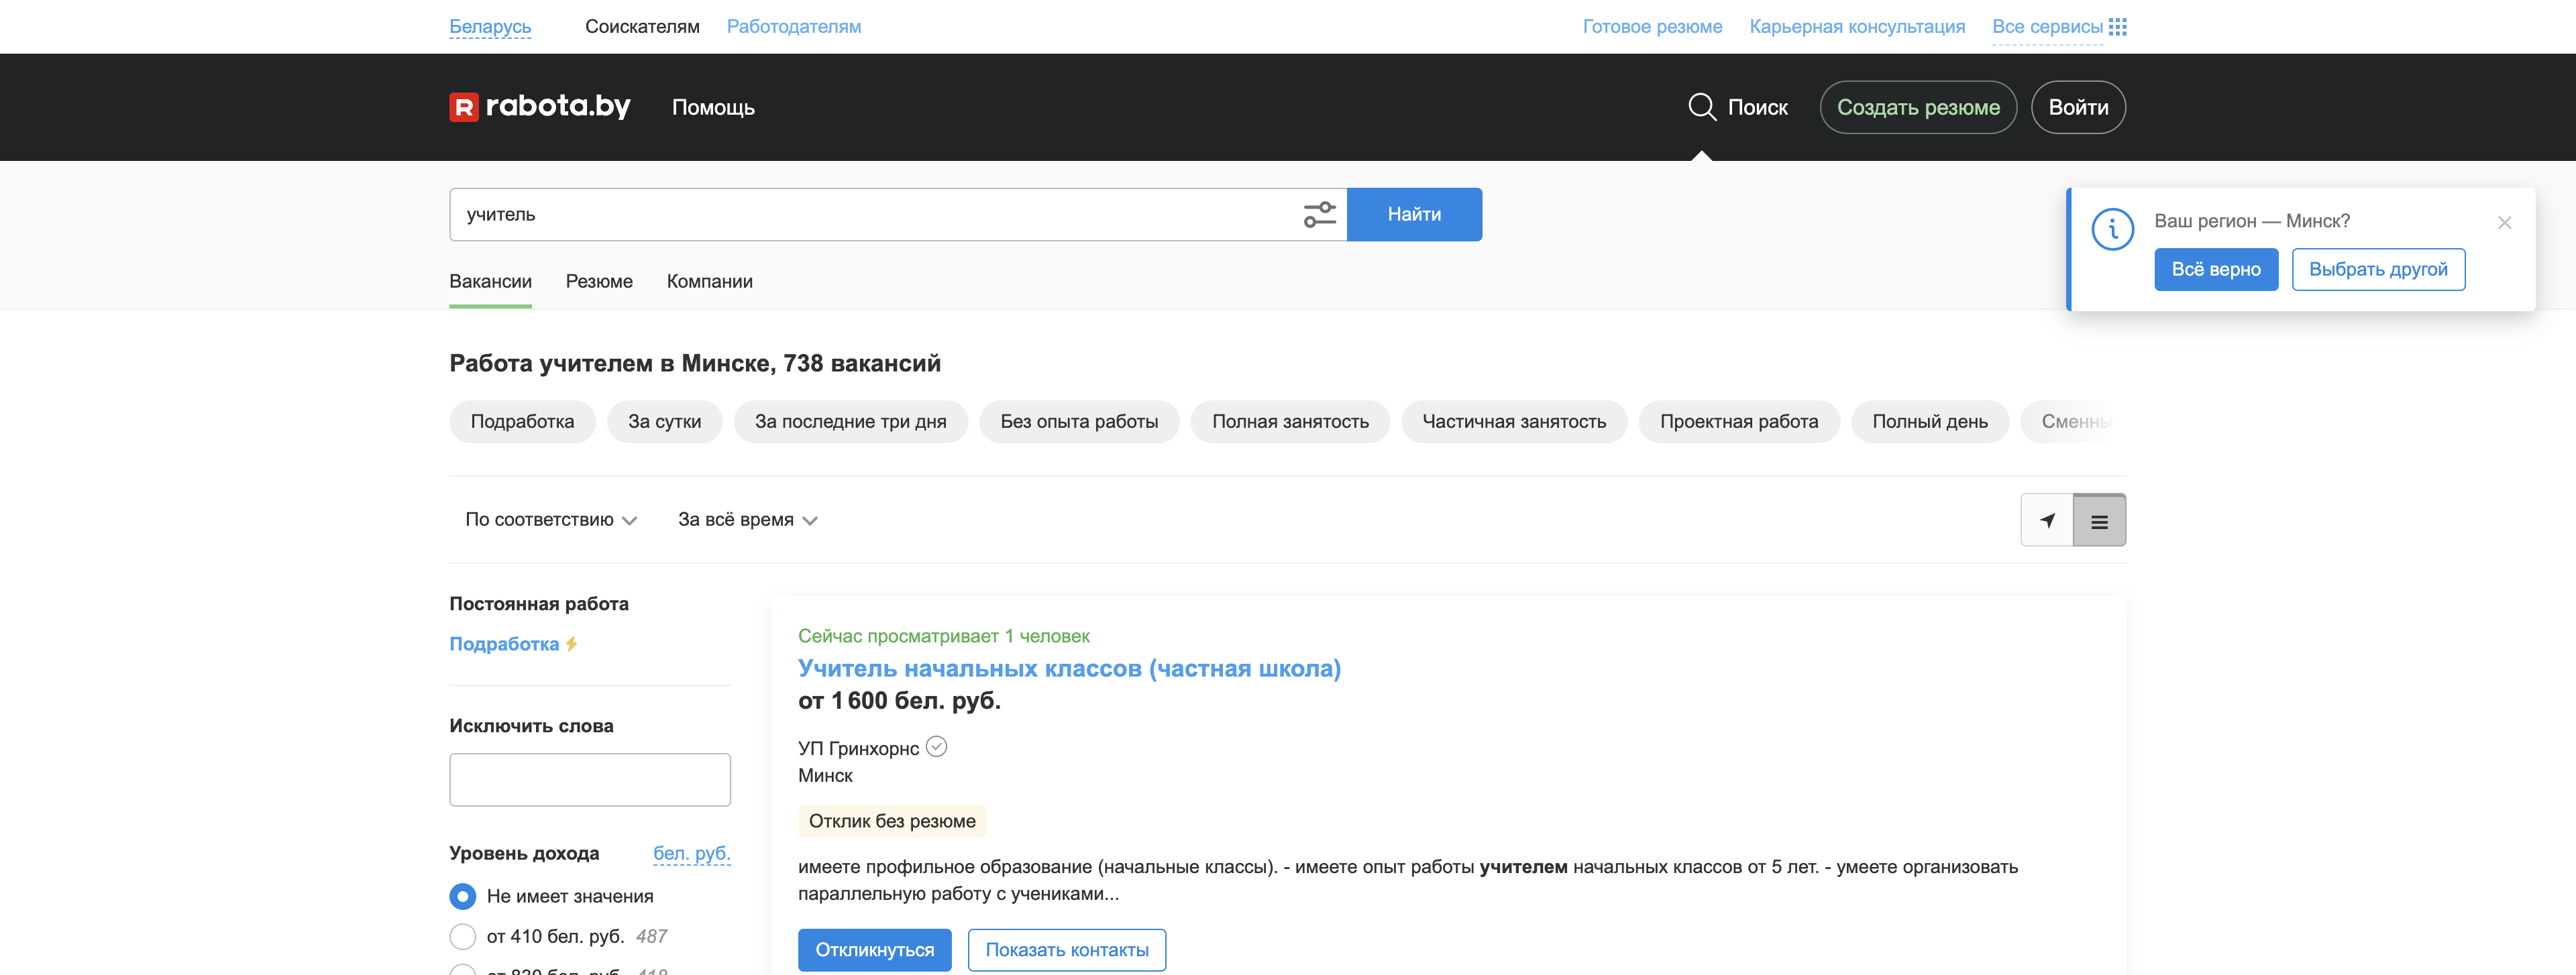 Беларусь Соискателям Работодателям Готовое резюме Карьерная консультация Все сервисы
R rabota.by Помощь Поиск Создать резюме Войти
учитель Найти
Ваш регион — Минск?
Всё верно Выбрать другой
Вакансии Резюме Компании
Работа учителем в Минске, 738 вакансий
Подработка За сутки За последние три дня Без опыта работы Полная занятость Частичная занятость Проектная работа Полный день
По соответствию За всё время
Постоянная работа
Подработка
Исключить слова
Уровень дохода бел. руб.
Не имеет значения
от 410 бел. руб. 487
от 830 бел. руб. 418
Сейчас просматривает 1 человек
Учитель начальных классов (частная школа)
от 1 600 бел. руб.
УП Гринхорнс
Минск
Отклик без резюме
имеете профильное образование (начальные классы). - имеете опыт работы учителем начальных классов от 5 лет. - умеете организовать
параллельную работу с учениками...
Откликнуться Показать контакты